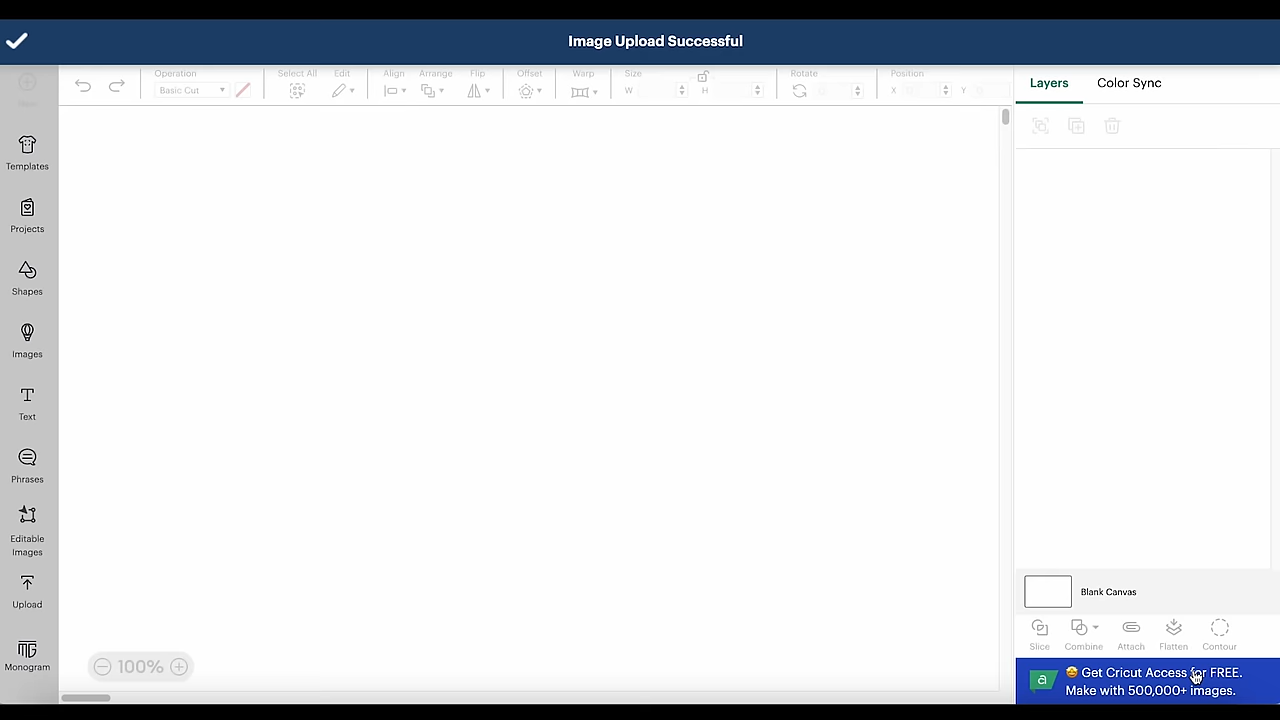 Image Upload Successful
Operation
Select All
Edit
Align
Arrange
Flip
Offset
Warp
Size
Rotate
Position
Basic Cut
W
H
X
Y
Layers
Color Sync
Templates
Projects
Shapes
Images
Text
Phrases
Editable
Images
Upload
Monogram
100%
Blank Canvas
Slice
Combine
Attach
Flatten
Contour
a
🤩 Get Cricut Access for FREE.
Make with 500,000+ images.